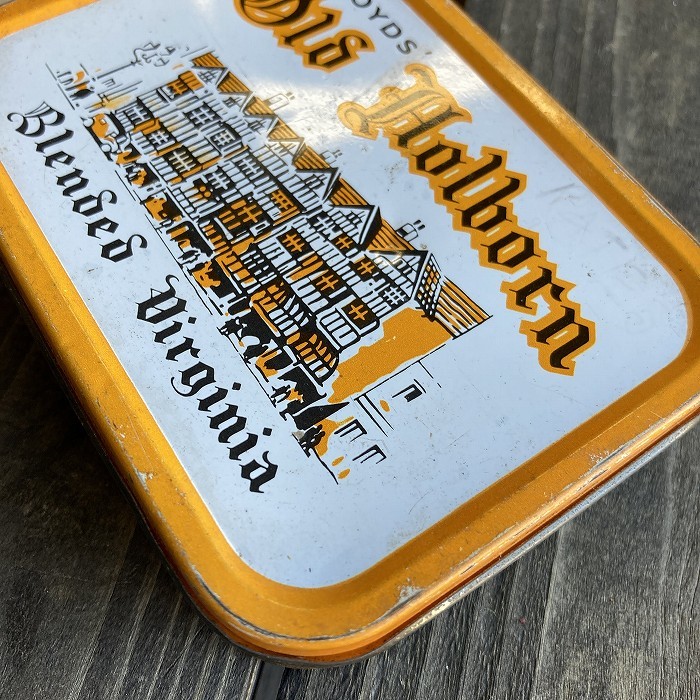 OYDS
Old
Holborn
Blended Virginia